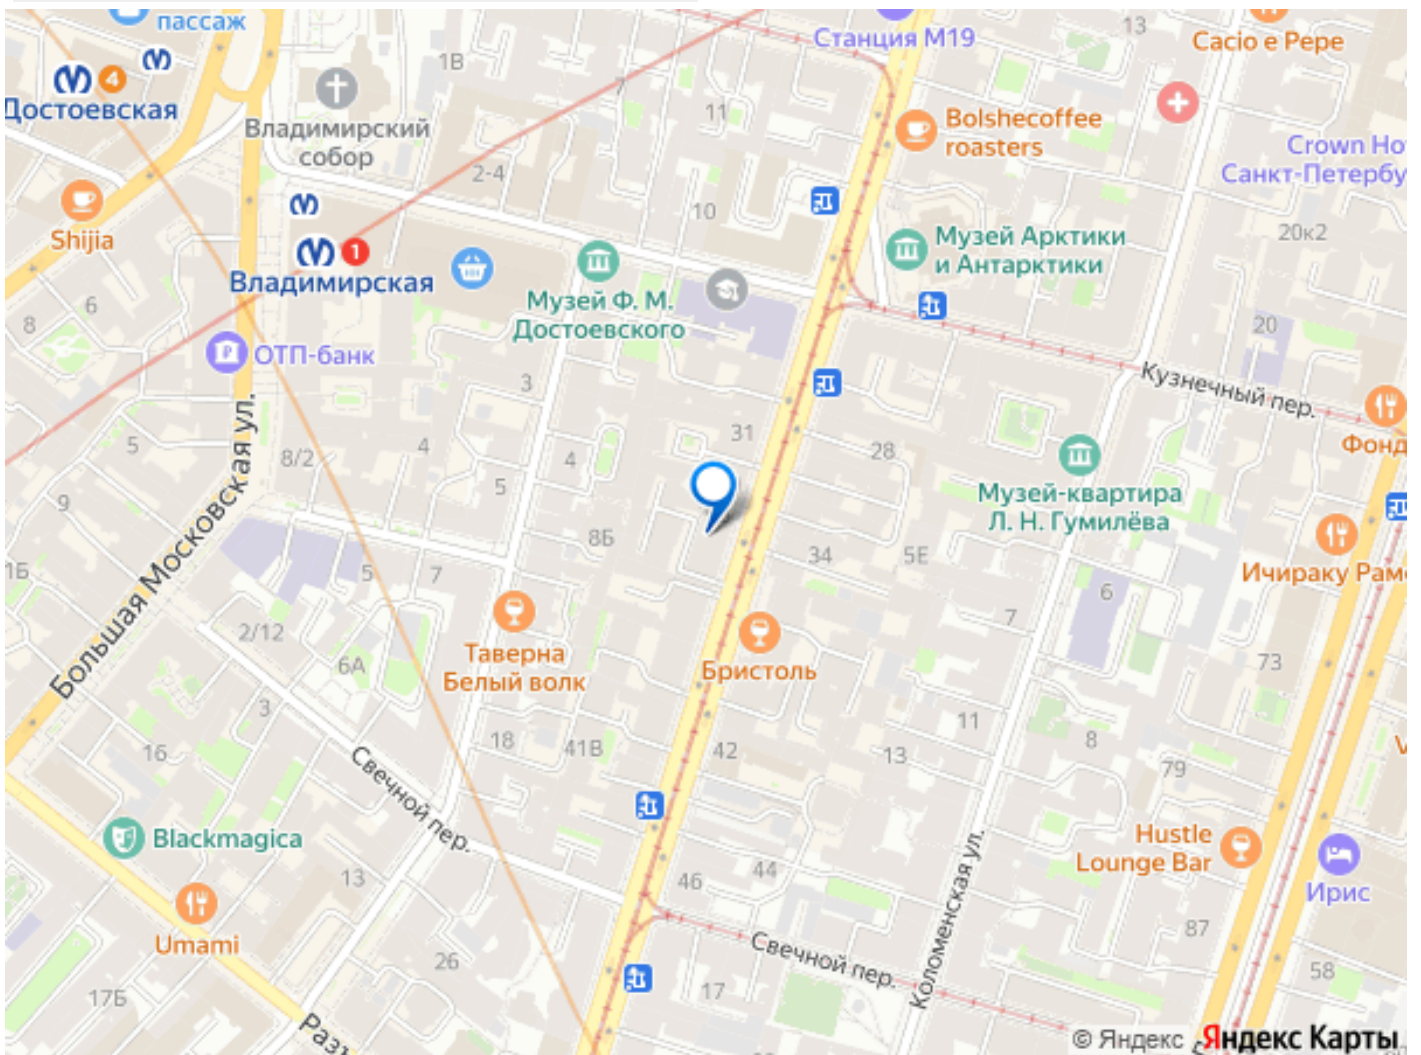 пассаж
Станция М19
13
Cacio e Pepe
1В
4
Достоевская
7
11
Bolshecoffee
roasters
Владимирский
собор
Crown Ho
Санкт-Петербу
2-4
Shijia
10
20к2
Музей Арктики
и Антарктики
1
Владимирская
Музей Ф. М.
Достоевского
6
8
20
ОТП-банк
3
Кузнечный пер.
Фонд
31
28
5
8/2
4
4
5
9
Большая Московская ул.
Музей-квартира
Л. Н. Гумилёва
8Б
34
5Е
1Б
5
7
Ичираку Рам
6
7
2/12
6А
Таверна
Белый волк
Бристоль
73
3
11
16
18
41В
42
13
8
79
Свечной пер.
Blackmagica
Hustle
Lounge Bar
13
46
44
Коломенская ул.
Ирис
Umami
87
26
Свечной пер.
58
17Б
17
Разъ
© Яндекс Яндекс Карты